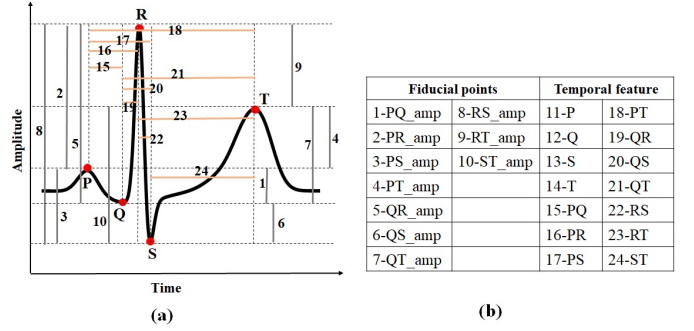 R
18
17
16
15
9
2
21
20
T
19
8
23
4
5
22
7
Amplitude
24
P
1
3
Q
10
6
S
Time
(a)
Fiducial points Temporal feature
1-PQ_amp 8-RS_amp 11-P 18-PT
2-PR_amp 9-RT_amp 12-Q 19-QR
3-PS_amp 10-ST_amp 13-S 20-QS
4-PT_amp 14-T 21-QT
5-QR_amp 15-PQ 22-RS
6-QS_amp 16-PR 23-RT
7-QT_amp 17-PS 24-ST
(b)